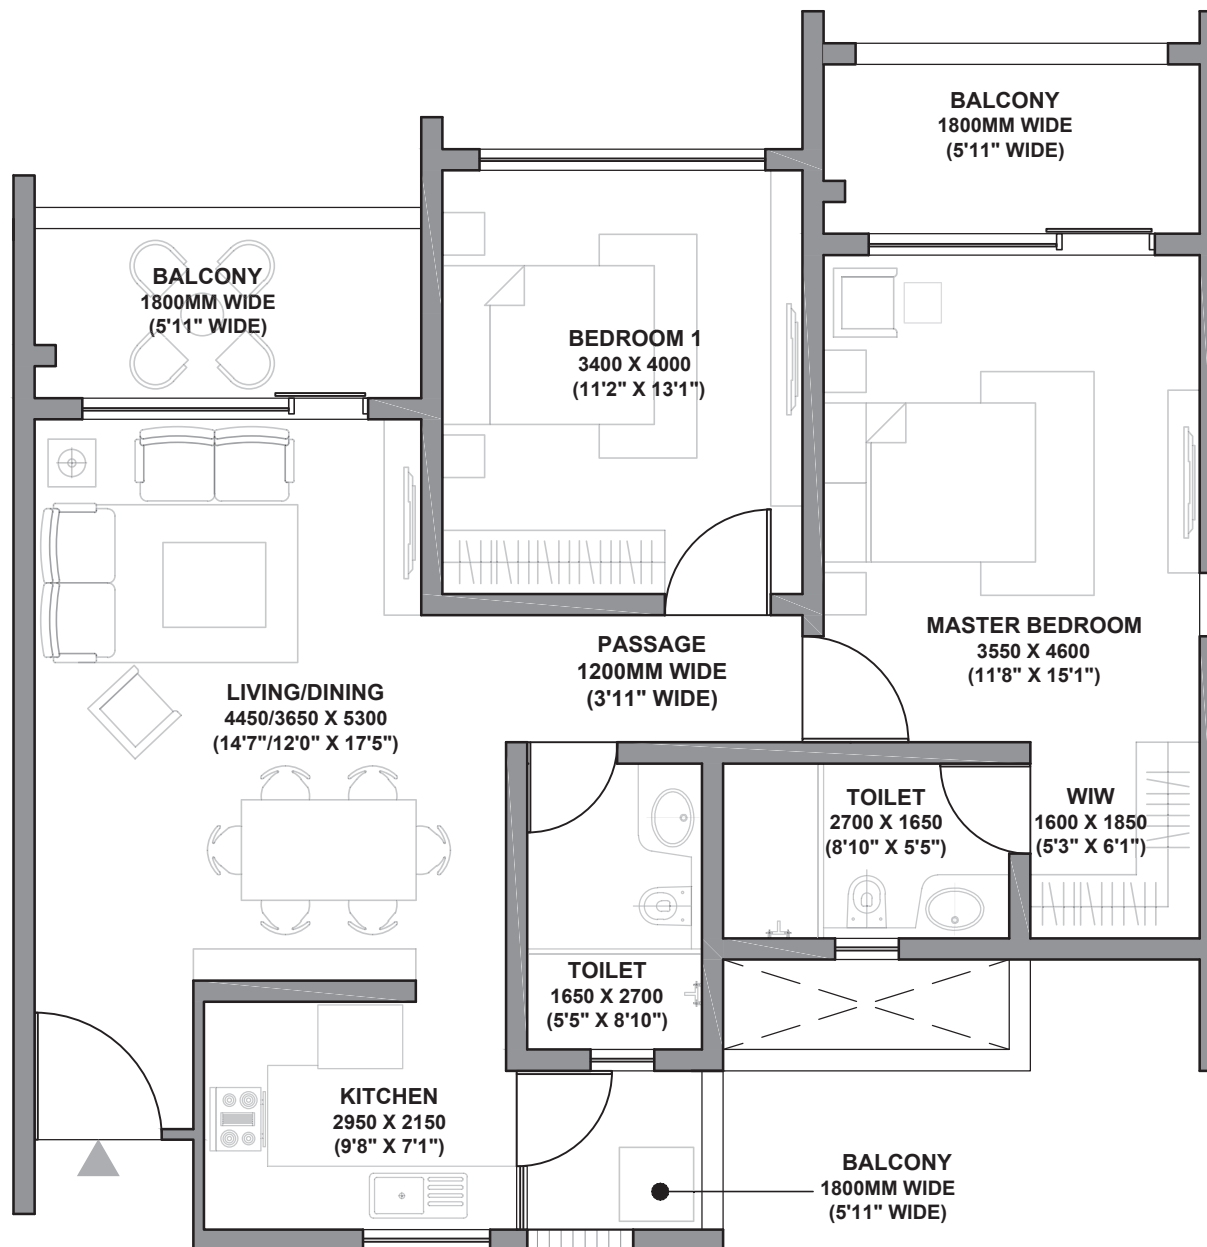 BALCONY
1800MM WIDE
(5'11" WIDE)
BALCONY
1800MM WIDE
(5'11" WIDE)
BEDROOM 1
3400 X 4000
(11'2" X 13'1")
MASTER BEDROOM
3550 X 4600
(11'8" X 15'1")
PASSAGE
1200MM WIDE
(3'11" WIDE)
LIVING/DINING
4450/3650 X 5300
(14'7"/12'0" X 17'5")
TOILET
2700 X 1650
(8'10" X 5'5")
WIW
1600 X 1850
(5'3" X 6'1")
TOILET
1650 X 2700
(5'5" X 8'10")
KITCHEN
2950 X 2150
(9'8" X 7'1")
BALCONY
1800MM WIDE
(5'11" WIDE)